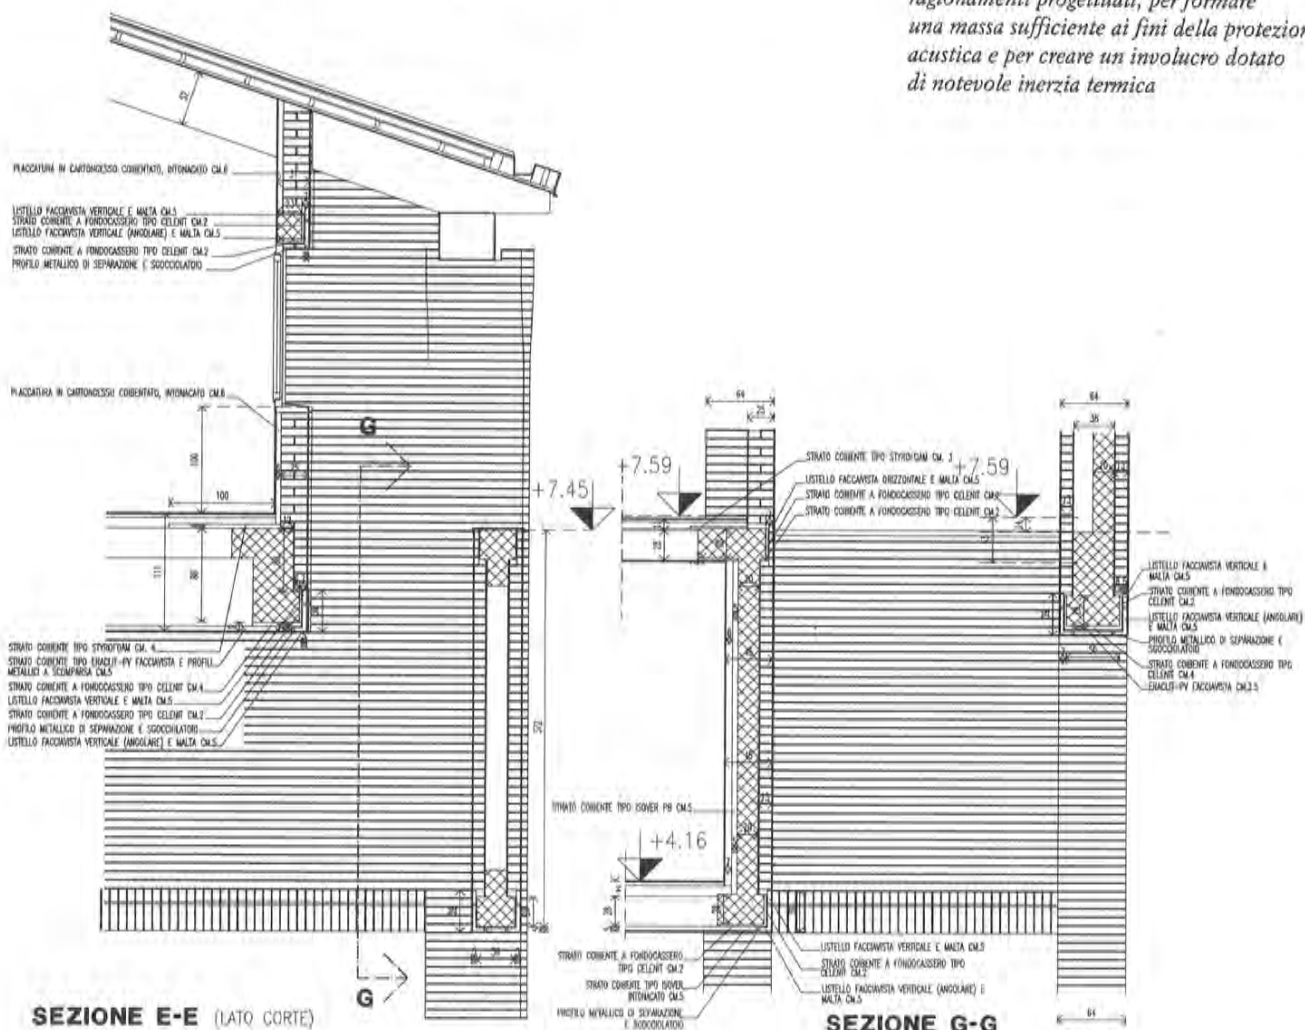 ragionamenti progettuali, per formare
una massa sufficiente ai fini della protezion
acustica e per creare un involucro dotato
di notevole inerzia termica
52
PLACCATURA IN CARTONGESSO COIBENTATO, INTONACATO CM.6
LISTELLO FACCIAVISTA VERTICALE E MALTA CM.5
STRATO COIBENTE A FONDOCASSERO TIPO CELENIT CM.2
LISTELLO FACCIAVISTA VERTICALE (ANGOLARE) E MALTA CM.5
STRATO COIBENTE A FONDOCASSERO TIPO CELENIT CM.2
PROFILO METALLICO DI SEPARAZIONE E SGOCCIOLATOIO
PLACCATURA IN CARTONGESSO COIBENTATO, INTONACATO CM.6
100
100
111
80
G
G
+7.45
572
STRATO COIBENTE TIPO STYROFOAM CM. 4
STRATO COIBENTE TIPO ERACLIT-PV FACCIAVISTA E PROFILI
METALLICI A SCOMPARSA CM.5
STRATO COIBENTE A FONDOCASSERO TIPO CELENIT CM.4
LISTELLO FACCIAVISTA VERTICALE E MALTA CM.5
STRATO COIBENTE A FONDOCASSERO TIPO CELENIT CM.2
PROFILO METALLICO DI SEPARAZIONE E SGOCCIOLATOIO
LISTELLO FACCIAVISTA VERTICALE (ANGOLARE) E MALTA CM.5
SEZIONE E-E (LATO CORTE)
64
+7.59
STRATO COIBENTE TIPO STYROFOAM CM. 3
LISTELLO FACCIAVISTA ORIZZONTALE E MALTA CM.5
STRATO COIBENTE A FONDOCASSERO TIPO CELENIT CM.2
STRATO COIBENTE A FONDOCASSERO TIPO CELENIT CM.2
+7.59
64
38
LISTELLO FACCIAVISTA VERTICALE E
MALTA CM.5
STRATO COIBENTE A FONDOCASSERO TIPO
CELENIT CM.2
LISTELLO FACCIAVISTA VERTICALE (ANGOLARE)
E MALTA CM.5
PROFILO METALLICO DI SEPARAZIONE E
SGOCCIOLATOIO
STRATO COIBENTE A FONDOCASSERO TIPO
CELENIT CM.4
ERACLIT-PV FACCIAVISTA CM.3.5
STRATO COIBENTE TIPO ISOVER PB CM.5
+4.16
28
STRATO COIBENTE A FONDOCASSERO
TIPO CELENIT CM.2
STRATO COIBENTE TIPO ISOVER
INTONACATO CM.5
PROFILO METALLICO DI SEPARAZIONE
E SGOCCIOLATOIO
LISTELLO FACCIAVISTA VERTICALE E MALTA CM.5
STRATO COIBENTE A FONDOCASSERO TIPO
CELENIT CM.2
LISTELLO FACCIAVISTA VERTICALE (ANGOLARE) E
MALTA CM.5
SEZIONE G-G
64